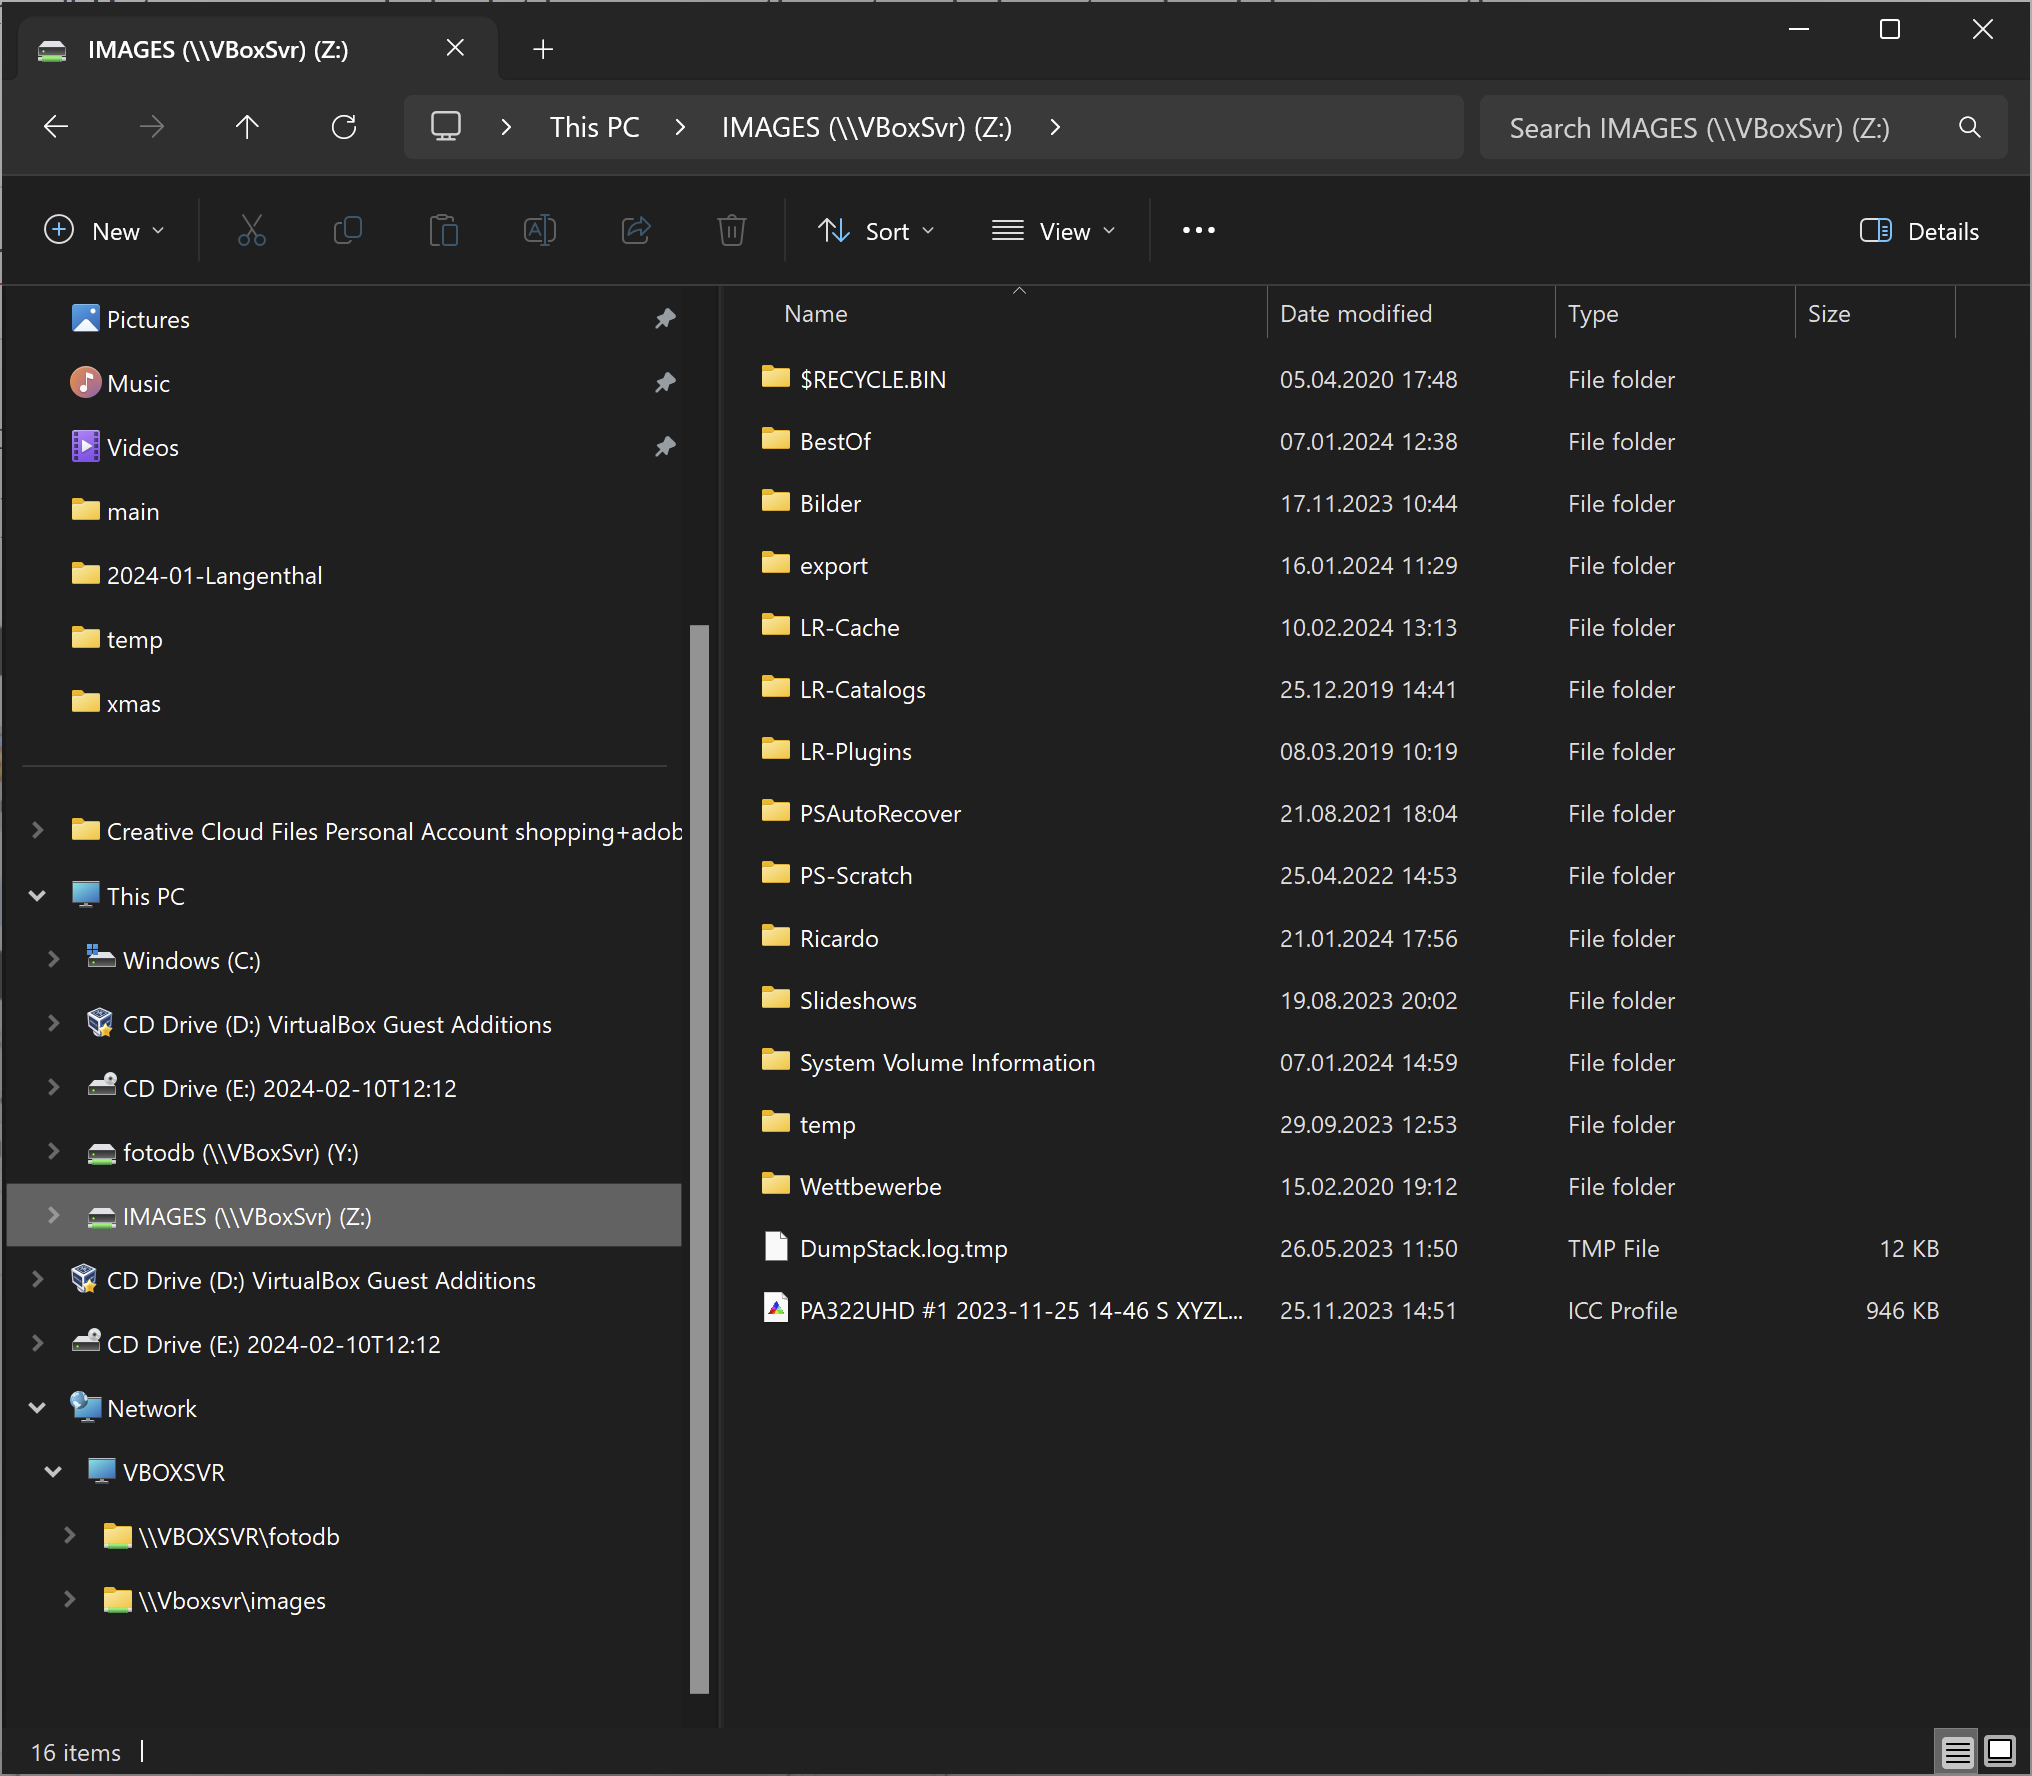 IMAGES (\\VBoxSvr) (Z:)
This PC
IMAGES (\\VBoxSvr) (Z:)
Search IMAGES (\\VBoxSvr) (Z:)
New
Sort
View
Details
Pictures
Music
Videos
main
2024-01-Langenthal
temp
xmas
Creative Cloud Files Personal Account shopping+adob
This PC
Windows (C:)
CD Drive (D:) VirtualBox Guest Additions
CD Drive (E:) 2024-02-10T12:12
fotodb (\\VBoxSvr) (Y:)
IMAGES (\\VBoxSvr) (Z:)
CD Drive (D:) VirtualBox Guest Additions
CD Drive (E:) 2024-02-10T12:12
Network
VBOXSVR
\\VBOXSVR\fotodb
\\Vboxsvr\images
Name Date modified Type Size
$RECYCLE.BIN 05.04.2020 17:48 File folder
BestOf 07.01.2024 12:38 File folder
Bilder 17.11.2023 10:44 File folder
export 16.01.2024 11:29 File folder
LR-Cache 10.02.2024 13:13 File folder
LR-Catalogs 25.12.2019 14:41 File folder
LR-Plugins 08.03.2019 10:19 File folder
PSAutoRecover 21.08.2021 18:04 File folder
PS-Scratch 25.04.2022 14:53 File folder
Ricardo 21.01.2024 17:56 File folder
Slideshows 19.08.2023 20:02 File folder
System Volume Information 07.01.2024 14:59 File folder
temp 29.09.2023 12:53 File folder
Wettbewerbe 15.02.2020 19:12 File folder
DumpStack.log.tmp 26.05.2023 11:50 TMP File 12 KB
PA322UHD #1 2023-11-25 14-46 S XYZL... 25.11.2023 14:51 ICC Profile 946 KB
16 items